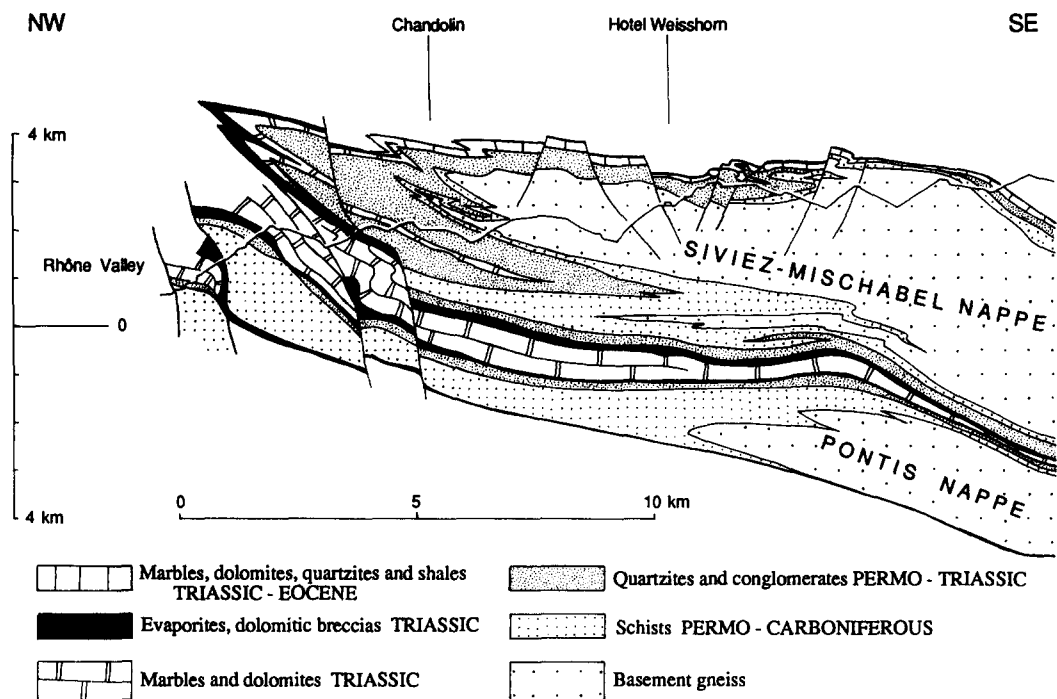 NW
Chandolin
Hotel Weisshorn
SE
4 km
Rhône Valley
0
SIVIEZ-MISCHABEL NAPPE
PONTIS NAPPE
0
5
10 km
4 km
Marbles, dolomites, quartzites and shales
TRIASSIC - EOCENE
Evaporites, dolomitic breccias TRIASSIC
Marbles and dolomites TRIASSIC
Quartzites and conglomerates PERMO - TRIASSIC
Schists PERMO - CARBONIFEROUS
Basement gneiss